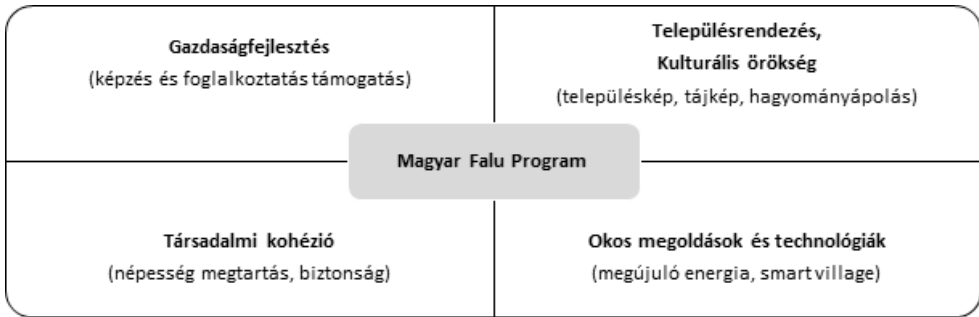 Gazdaságfejlesztés
(képzés és foglalkoztatás támogatás)
Településrendezés,
Kulturális örökség
(településkép, tájkép, hagyományápolás)
Magyar Falu Program
Társadalmi kohézió
(népesség megtartás, biztonság)
Okos megoldások és technológiák
(megújuló energia, smart village)